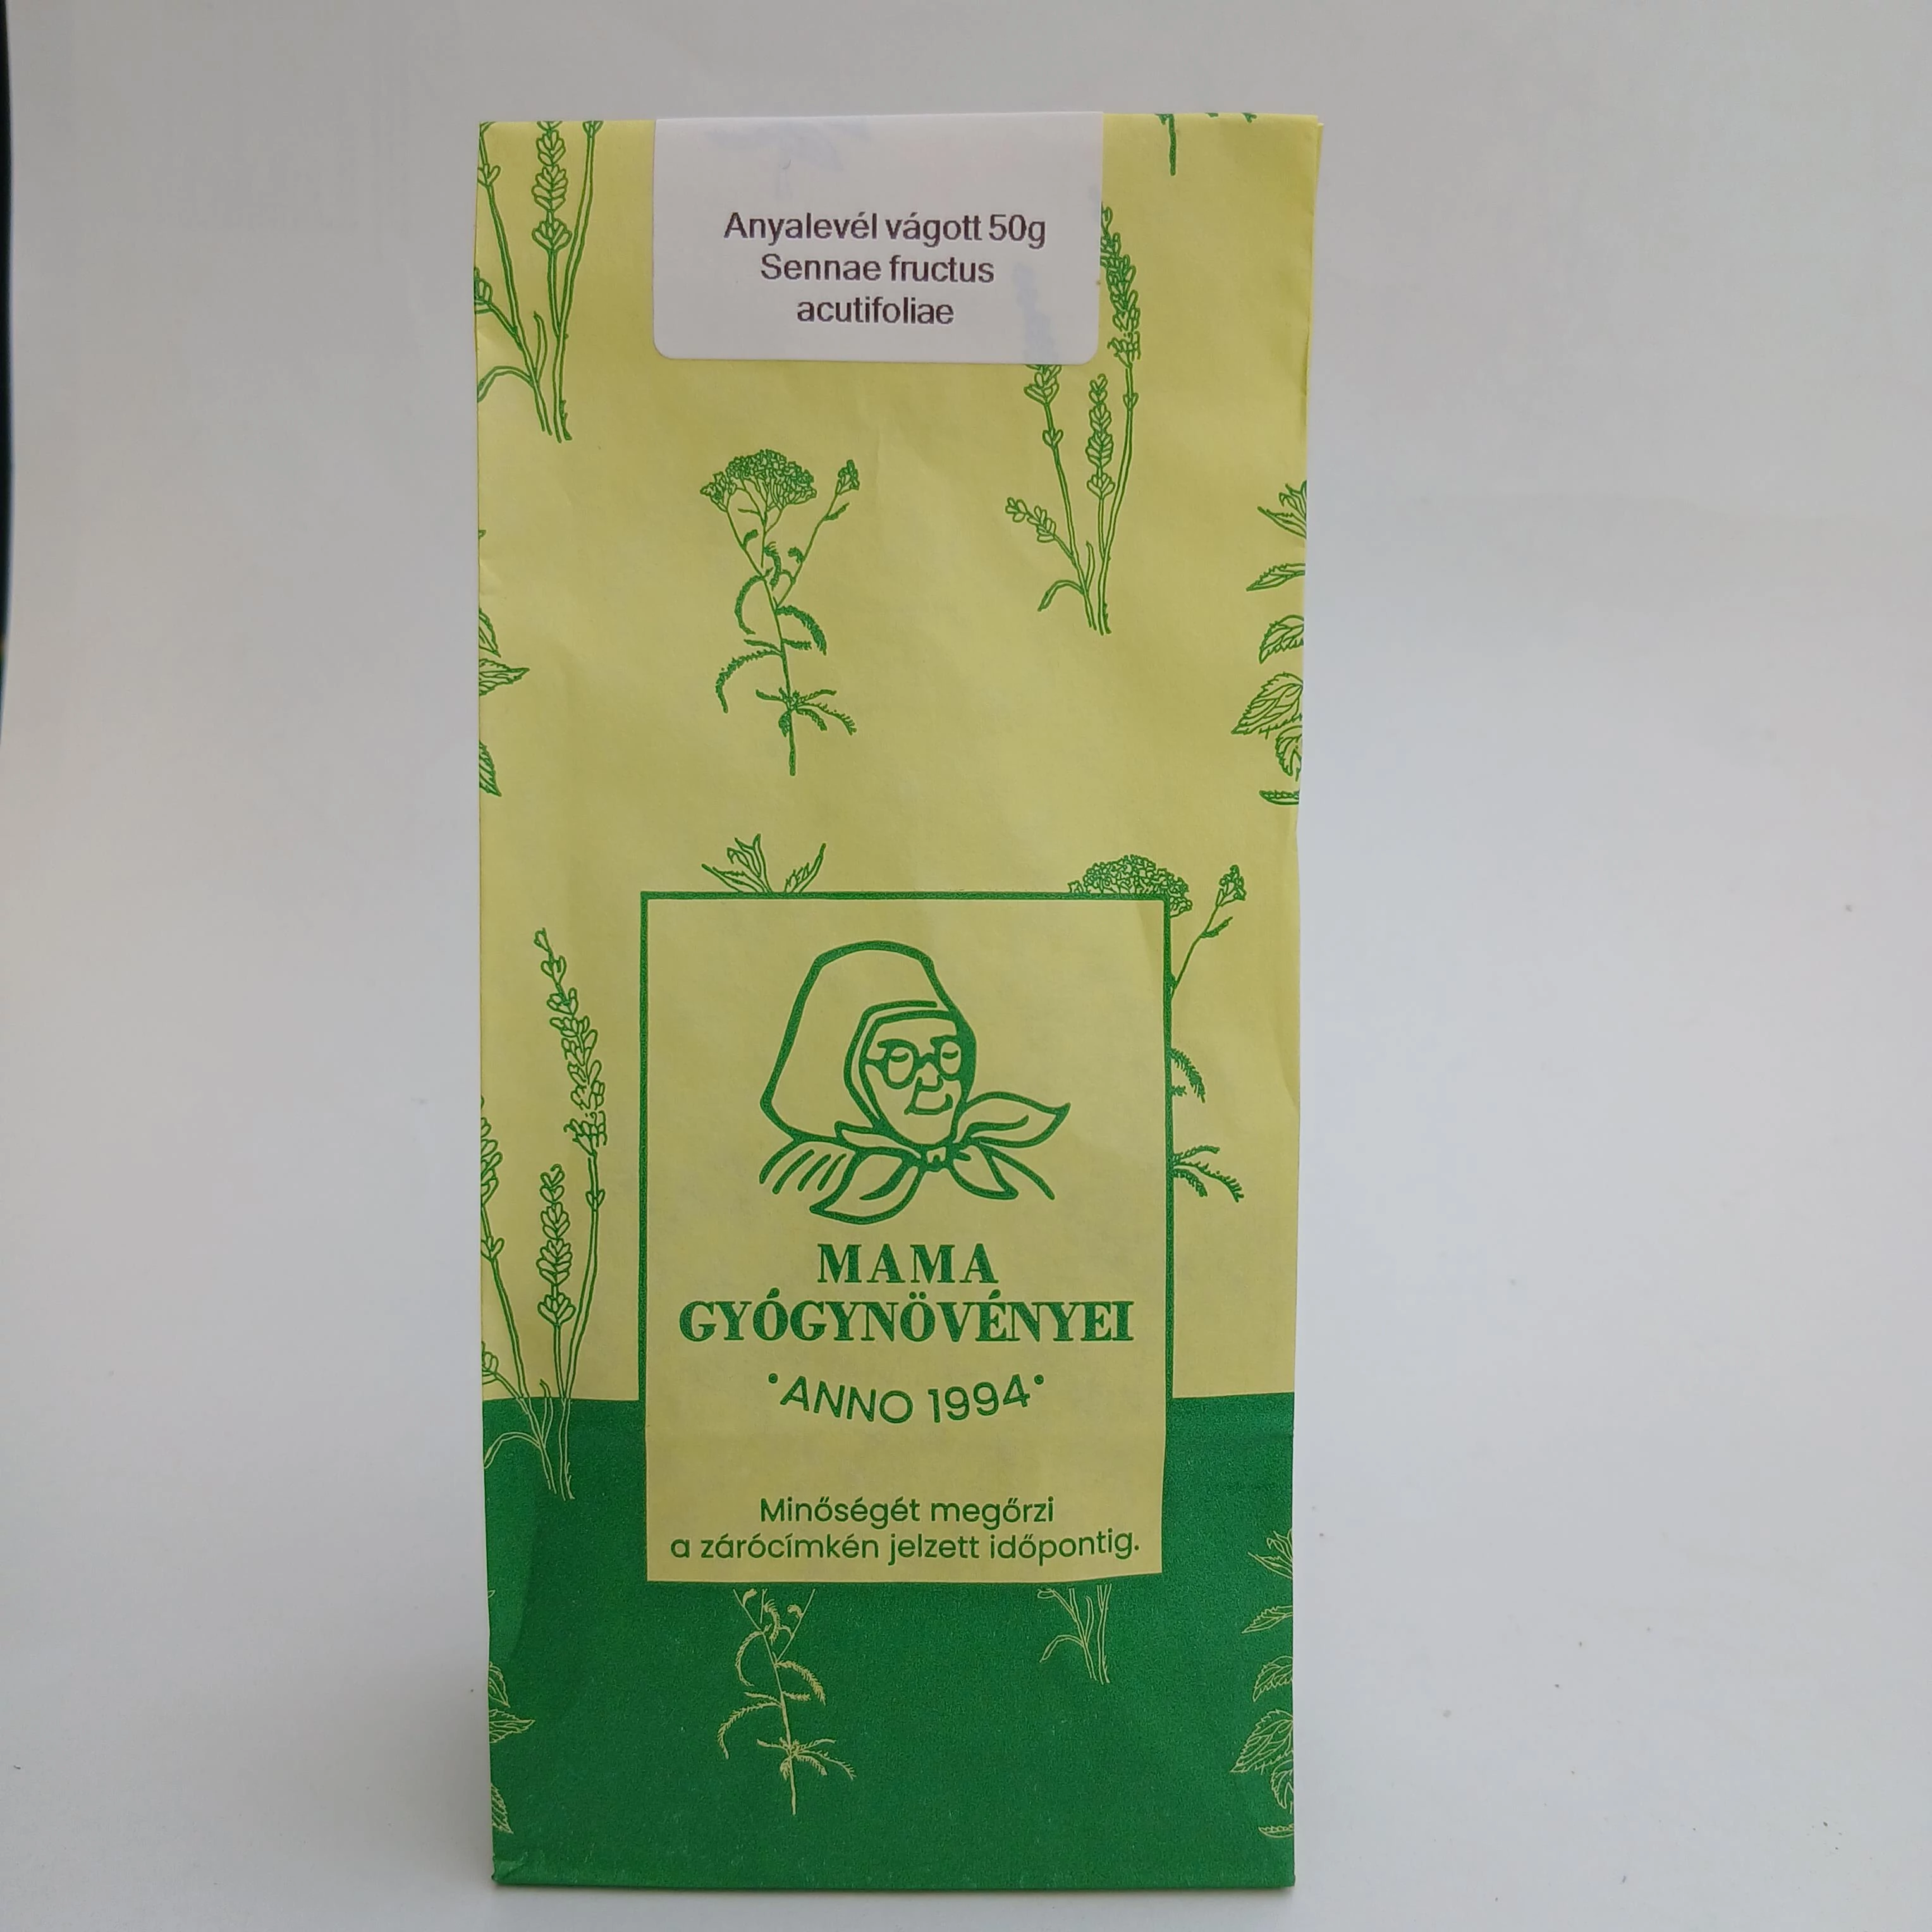 Anyalevél vágott 50g
Sennae fructus
acutifoliae
MAMA
GYÓGYNÖVÉNYEI
•ANNO 1994•
Minőségét megőrzi
a zárócímkén jelzett időpontig.